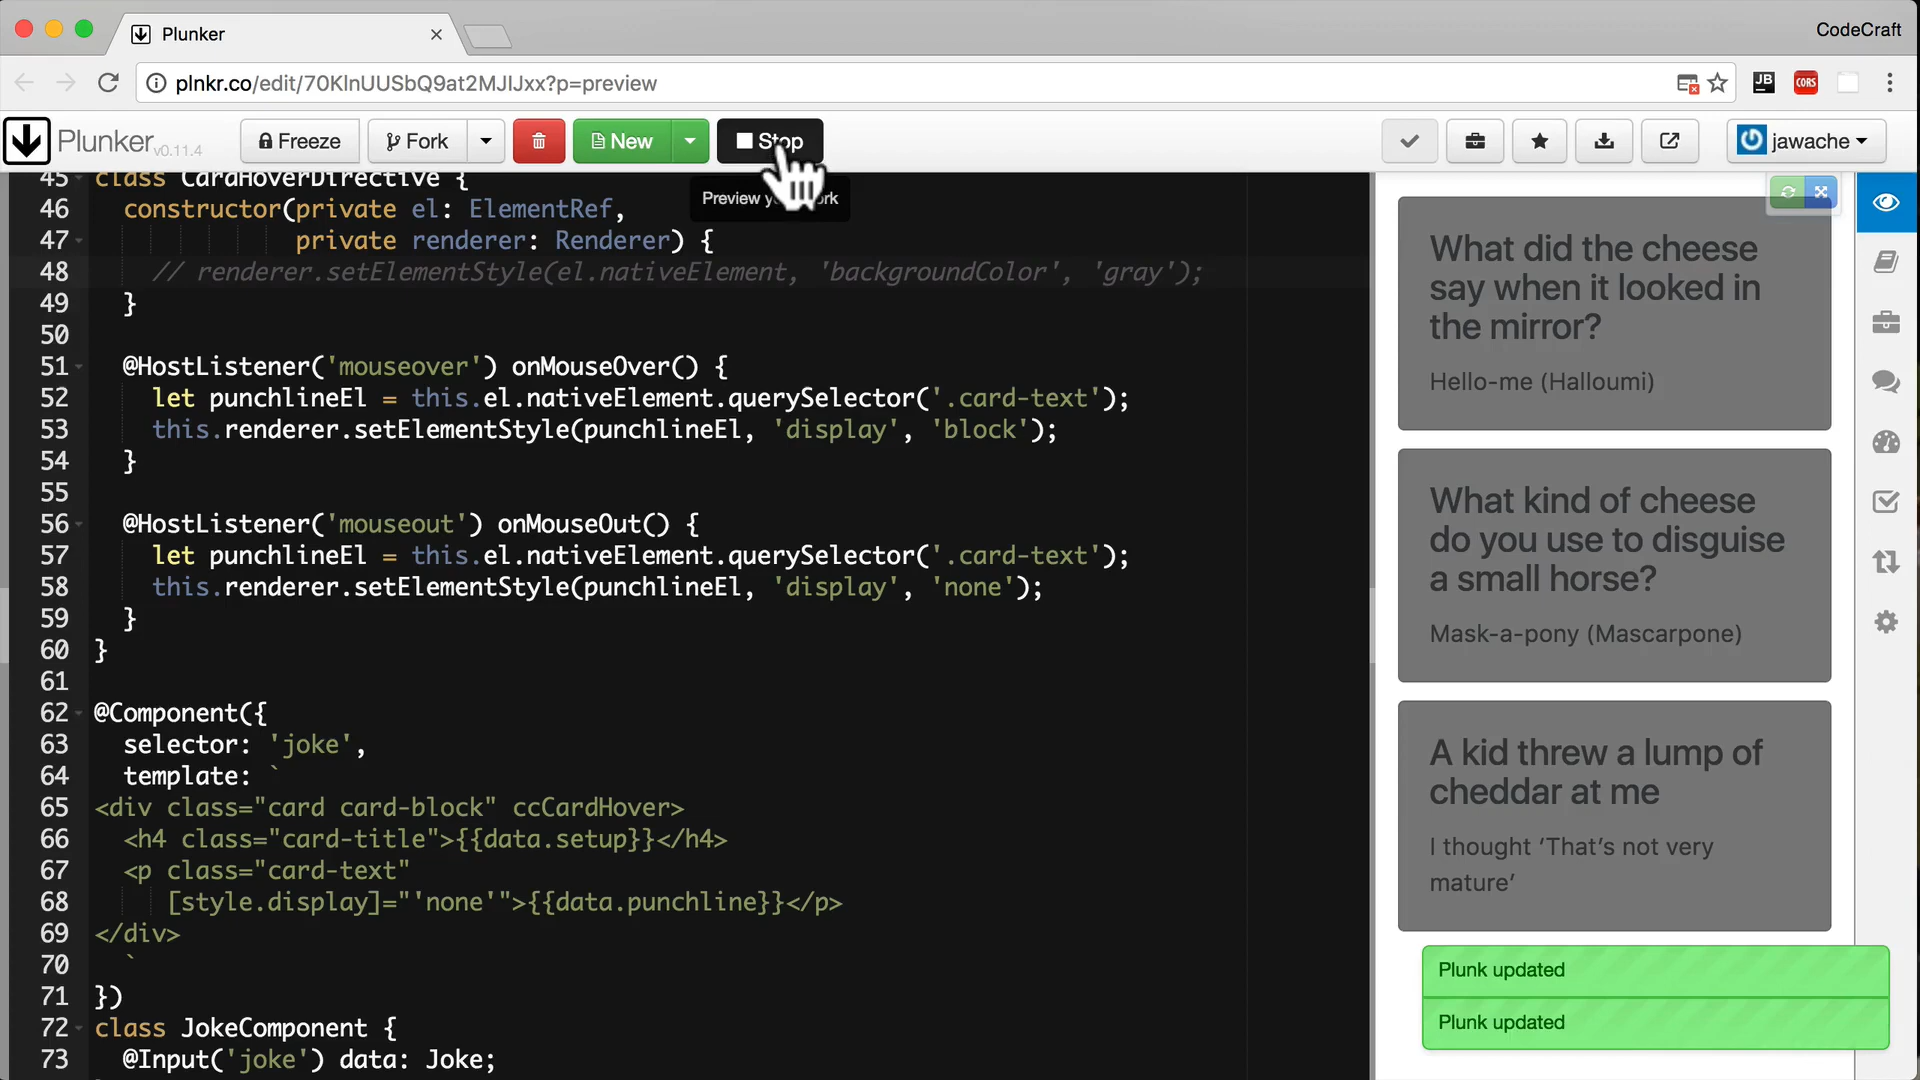 Plunker
CodeCraft
plnkr.co/edit/70KlnUUSbQ9at2MJIJxx?p=preview
JB
CORS
Plunker v0.11.4
Freeze
Fork
New
Stop
jawache
Preview
45 class CardHoverDirective {
46 constructor(private el: ElementRef,
47 private renderer: Renderer) {
48 // renderer.setElementStyle(el.nativeElement, 'backgroundColor', 'gray');
49 }
50
51 @HostListener('mouseover') onMouseOver() {
52 let punchlineEl = this.el.nativeElement.querySelector('.card-text');
53 this.renderer.setElementStyle(punchlineEl, 'display', 'block');
54 }
55
56 @HostListener('mouseout') onMouseOut() {
57 let punchlineEl = this.el.nativeElement.querySelector('.card-text');
58 this.renderer.setElementStyle(punchlineEl, 'display', 'none');
59 }
60 }
61
62 @Component({
63 selector: 'joke',
64 template: `
65 <div class="card card-block" ccCardHover>
66 <h4 class="card-title">{{data.setup}}</h4>
67 <p class="card-text"
68 [style.display]="'none'">{{data.punchline}}</p>
69 </div>
70 `
71 })
72 class JokeComponent {
73 @Input('joke') data: Joke;
What did the cheese
say when it looked in
the mirror?
Hello-me (Halloumi)
What kind of cheese
do you use to disguise
a small horse?
Mask-a-pony (Mascarpone)
A kid threw a lump of
cheddar at me
I thought ‘That’s not very
mature’
Plunk updated
Plunk updated